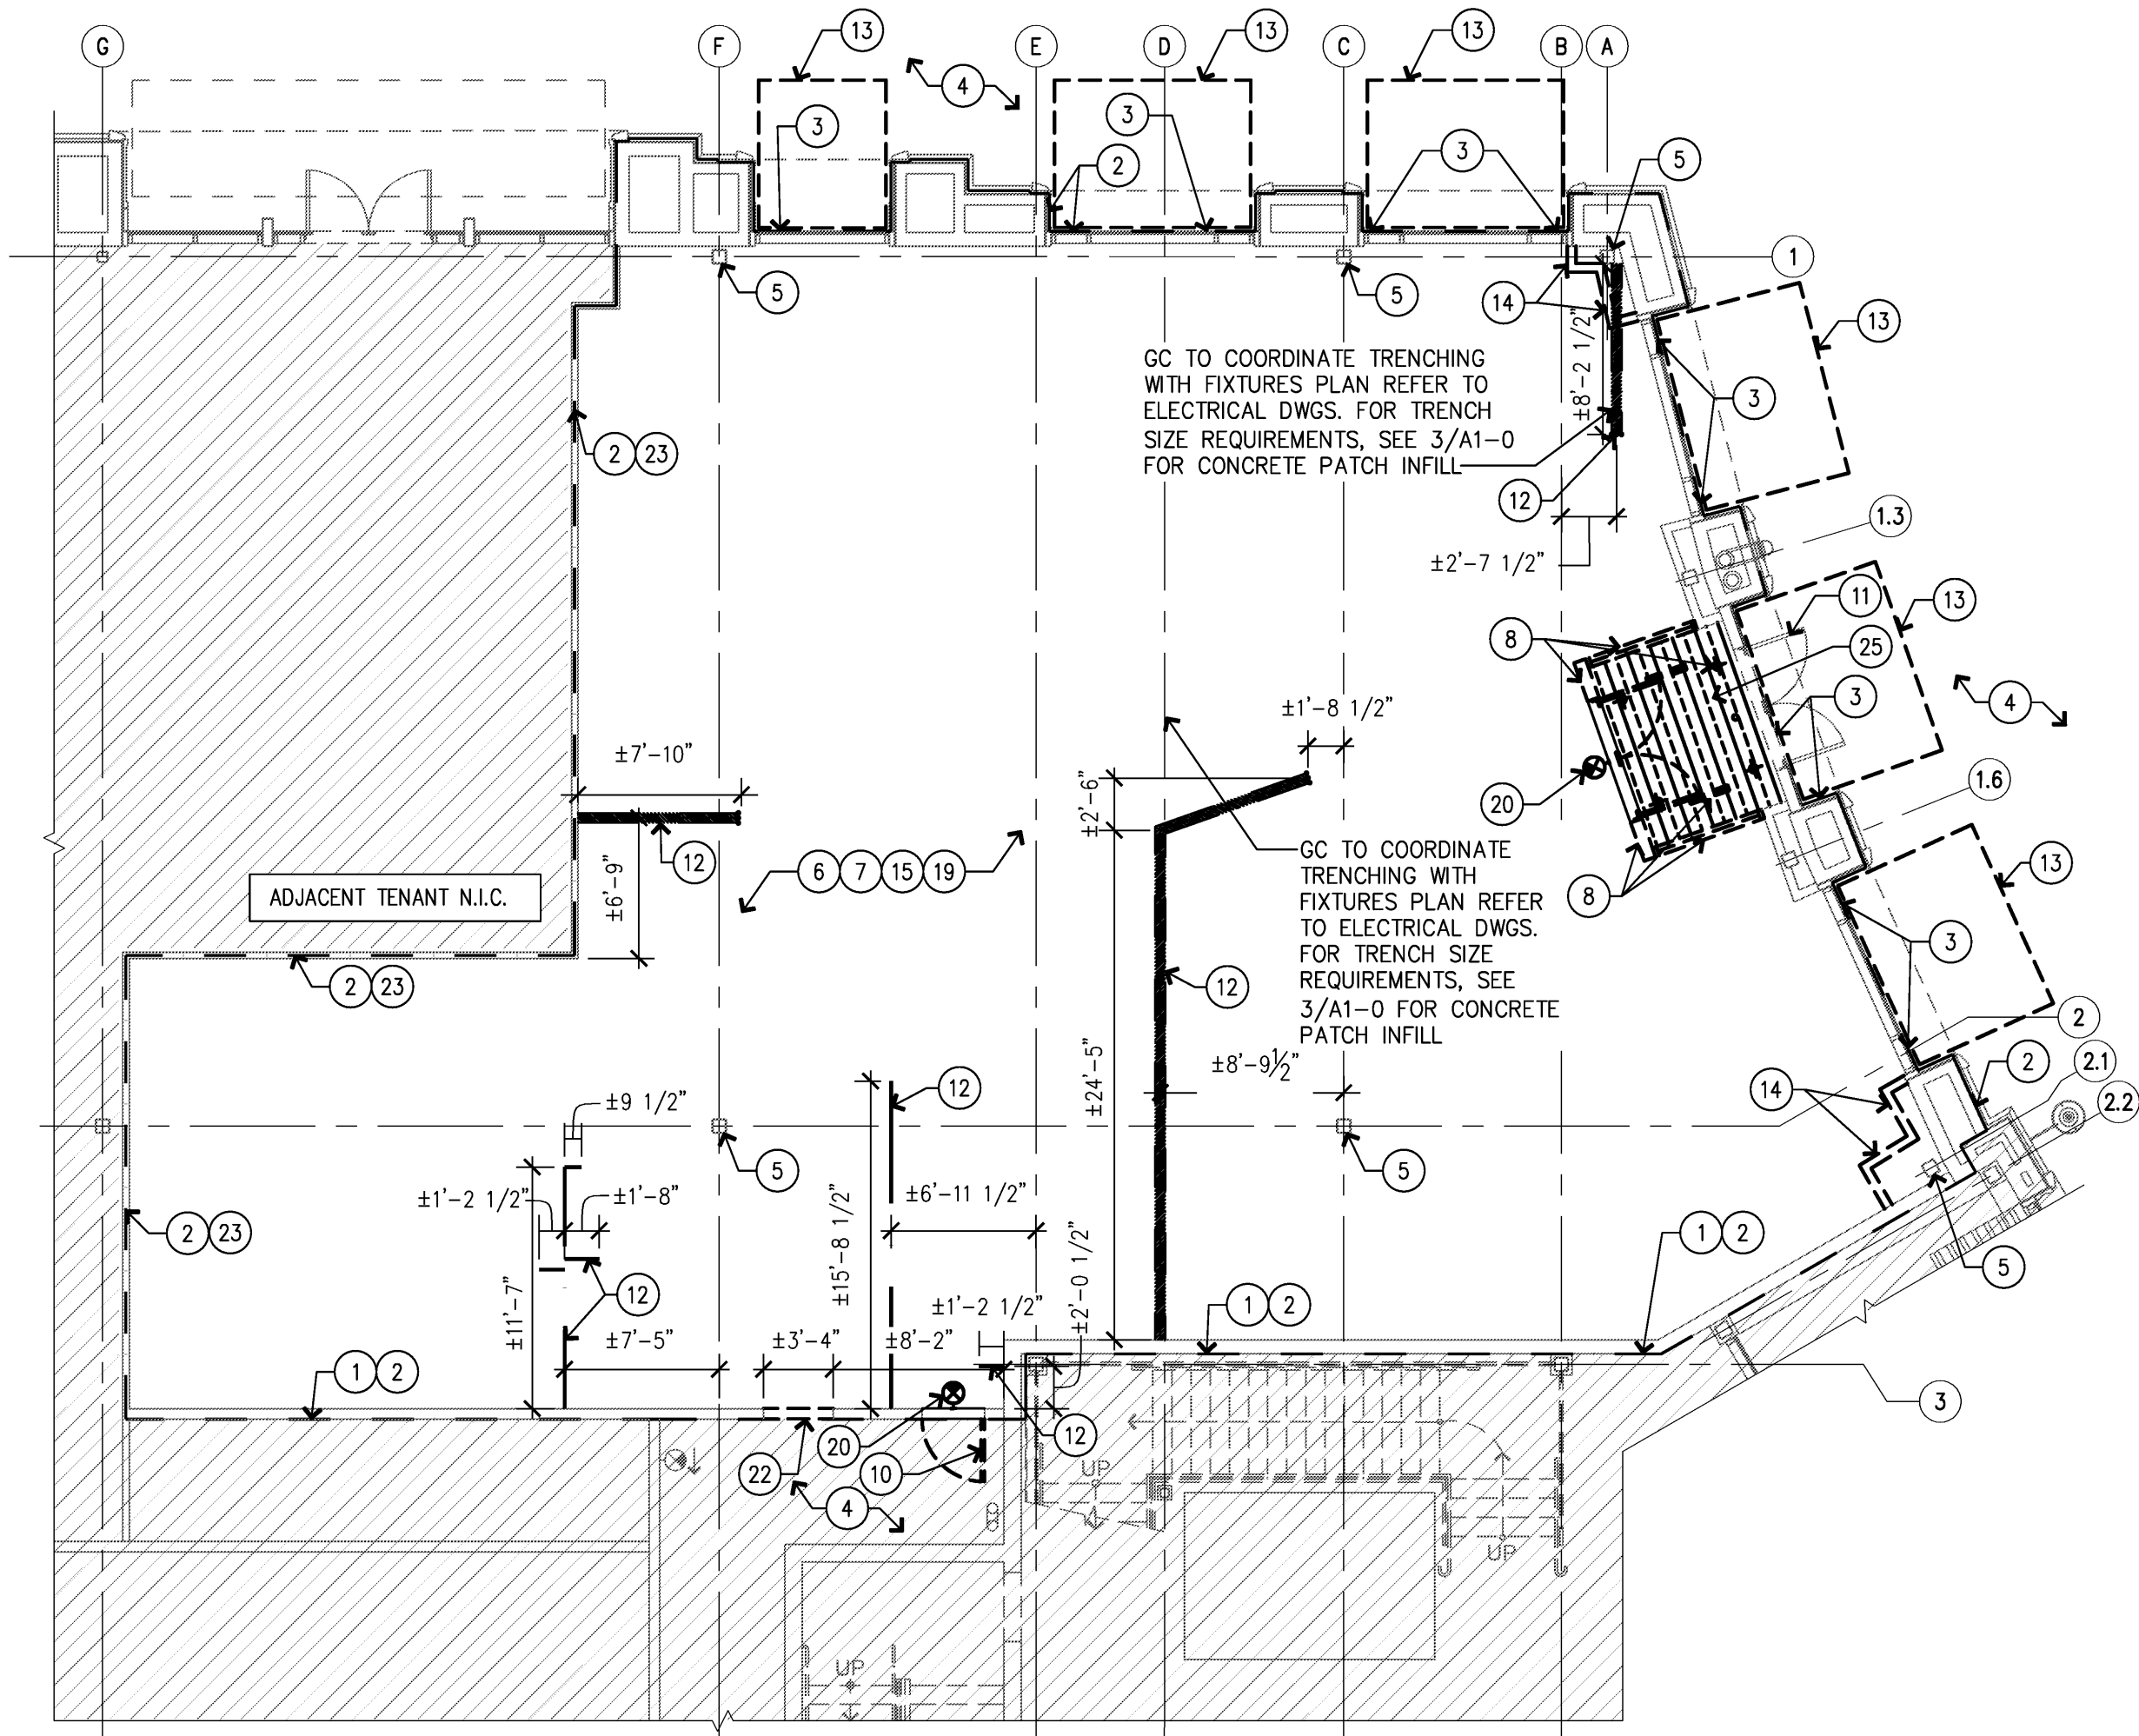 G
F
13
4
E
D
13
C
13
B
A
3
3
2
3
5
1
5
5
14
13
GC TO COORDINATE TRENCHING
WITH FIXTURES PLAN REFER TO
ELECTRICAL DWGS. FOR TRENCH
SIZE REQUIREMENTS, SEE 3/A1-0
FOR CONCRETE PATCH INFILL
±8'-2 1/2"
3
2 23
12
1.3
±2'-7 1/2"
11
13
8
25
3
4
±1'-8 1/2"
±7'-10"
±2'-6"
20
1.6
12
6 7 15 19
±6'-9"
GC TO COORDINATE
TRENCHING WITH
FIXTURES PLAN REFER
TO ELECTRICAL DWGS.
FOR TRENCH SIZE
REQUIREMENTS, SEE
3/A1-0 FOR CONCRETE
PATCH INFILL
8
13
ADJACENT TENANT N.I.C.
3
2 23
12
2
±8'-9½"
2.1
2
14
2.2
±9 1/2"
12
±24'-5"
5
5
±1'-2 1/2"
±1'-8"
±15'-8 1/2"
±6'-11 1/2"
2 23
1 2
5
±11'-7"
12
±2'-0 1/2"
±1'-2 1/2"
1 2
±7'-5"
±3'-4"
±8'-2"
1 2
3
20
12
22
10
4
UP
UP
UP